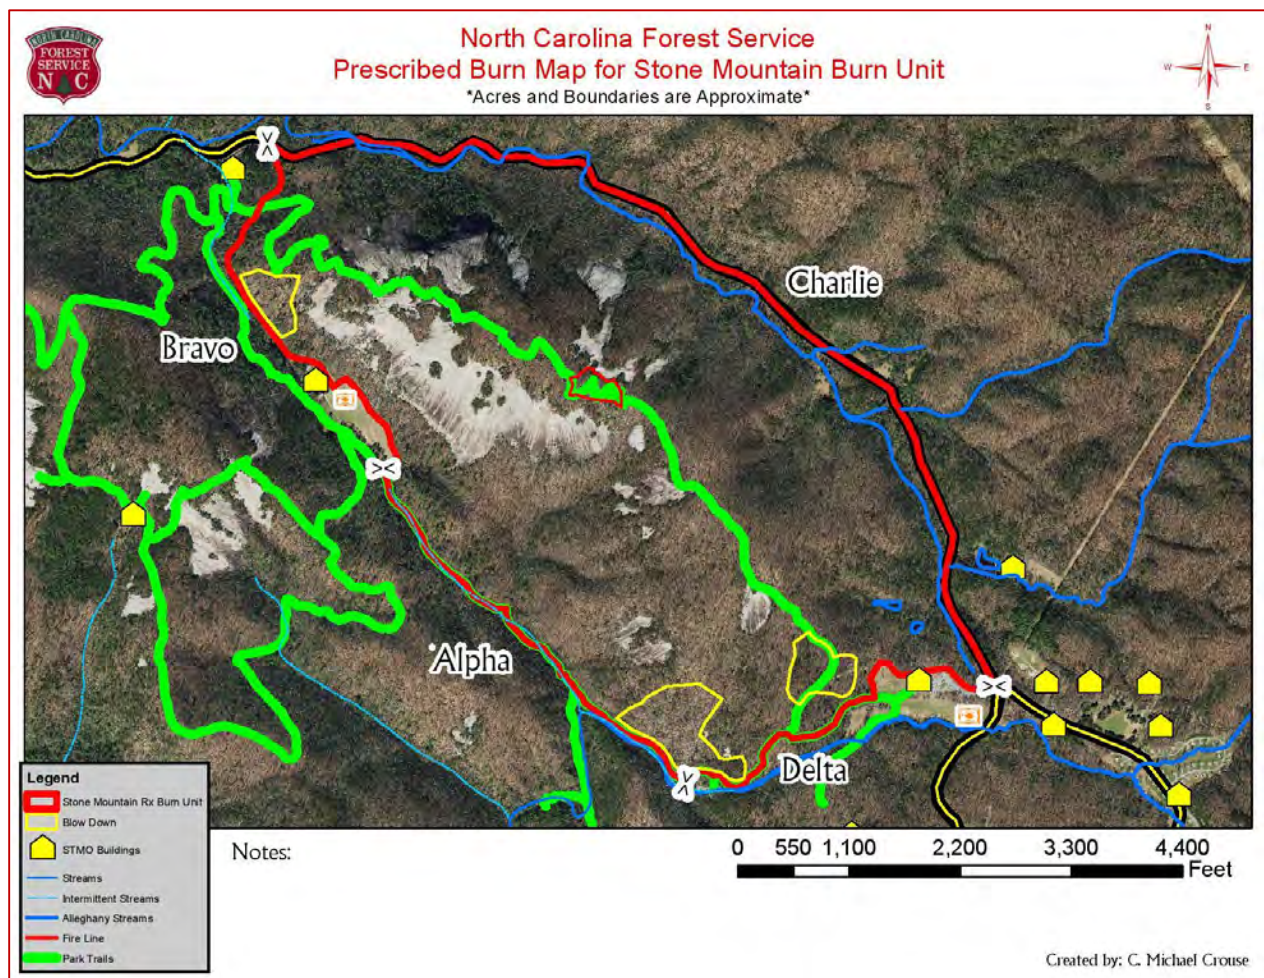 NORTH CAROLINA
FOREST
SERVICE
N C
North Carolina Forest Service
Prescribed Burn Map for Stone Mountain Burn Unit
*Acres and Boundaries are Approximate*
N
W E
S
Charlie
Bravo
Alpha
Delta
Legend
Stone Mountain Rx Burn Unit
Blow Down
STMO Buildings
Streams
Intermittent Streams
Alleghany Streams
Fire Line
Park Trails
Notes:
0 550 1,100 2,200 3,300 4,400
Feet
Created by: C. Michael Crouse